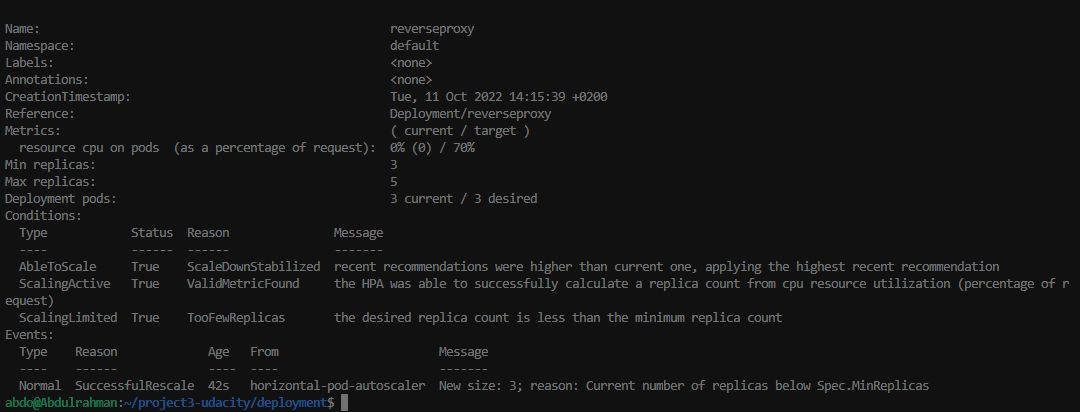 Name: reverseproxy
Namespace: default
Labels: <none>
Annotations: <none>
CreationTimestamp: Tue, 11 Oct 2022 14:15:39 +0200
Reference: Deployment/reverseproxy
Metrics: ( current / target )
  resource cpu on pods  (as a percentage of request): 0% (0) / 70%
Min replicas: 3
Max replicas: 5
Deployment pods: 3 current / 3 desired
Conditions:
  Type            Status  Reason               Message
  ----            ------  ------               -------
  AbleToScale     True    ScaleDownStabilized  recent recommendations were higher than current one, applying the highest recent recommendation
  ScalingActive   True    ValidMetricFound     the HPA was able to successfully calculate a replica count from cpu resource utilization (percentage of r
equest)
  ScalingLimited  True    TooFewReplicas       the desired replica count is less than the minimum replica count
Events:
  Type    Reason             Age   From                       Message
  ----    ------             ----  ----                       -------
  Normal  SuccessfulRescale  42s   horizontal-pod-autoscaler  New size: 3; reason: Current number of replicas below Spec.MinReplicas
abdo@Abdulrahman:~/project3-udacity/deployment$